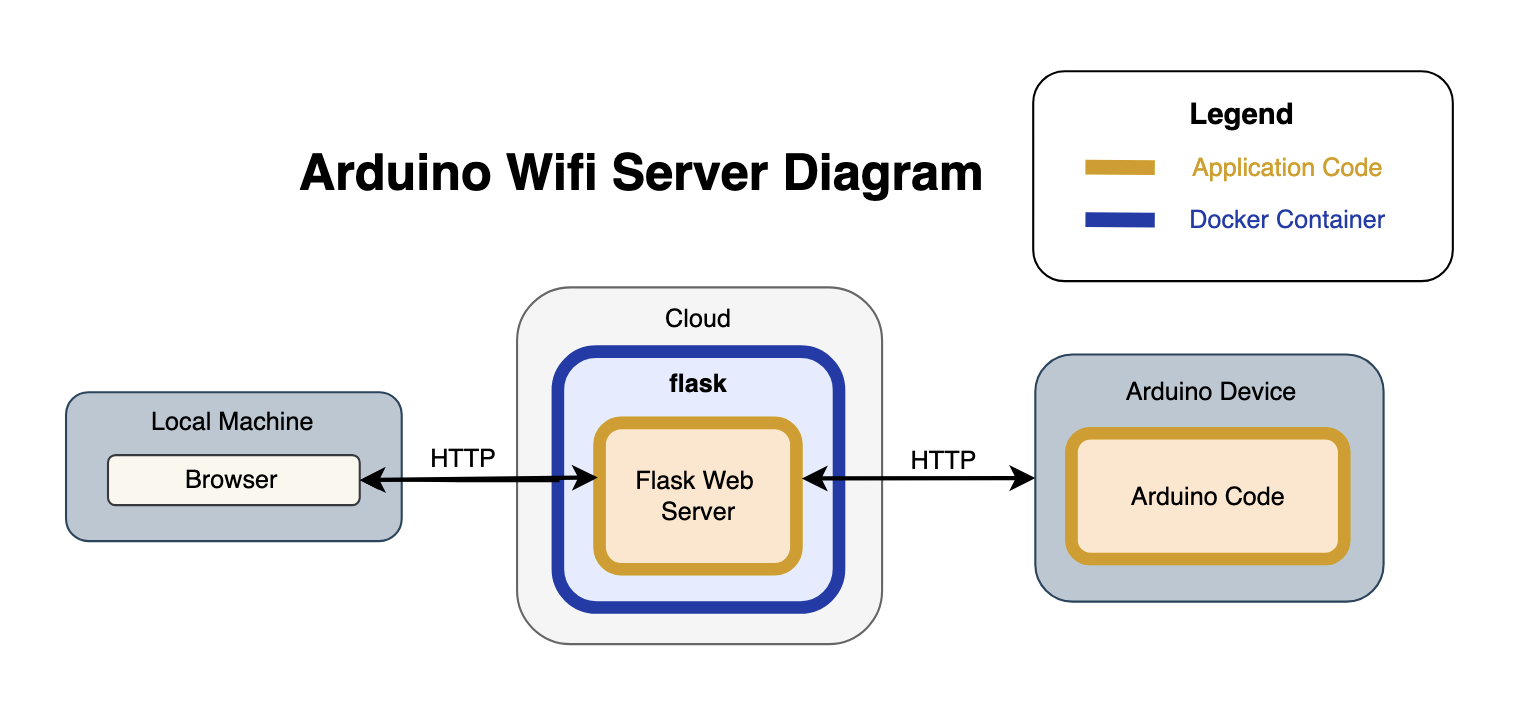 Arduino Wifi Server Diagram
Legend
Application Code
Docker Container
Local Machine
Browser
HTTP
Cloud
flask
Flask Web
Server
HTTP
Arduino Device
Arduino Code